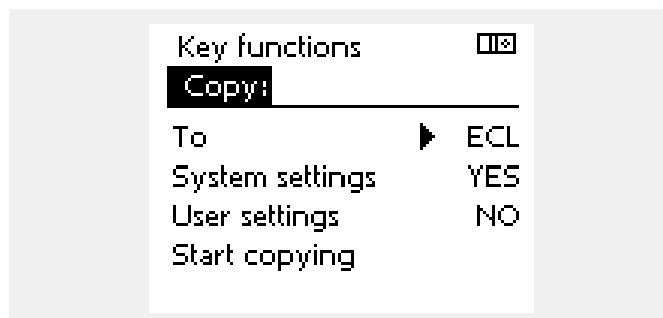 Key functions
Copy:
To ECL
System settings YES
User settings NO
Start copying